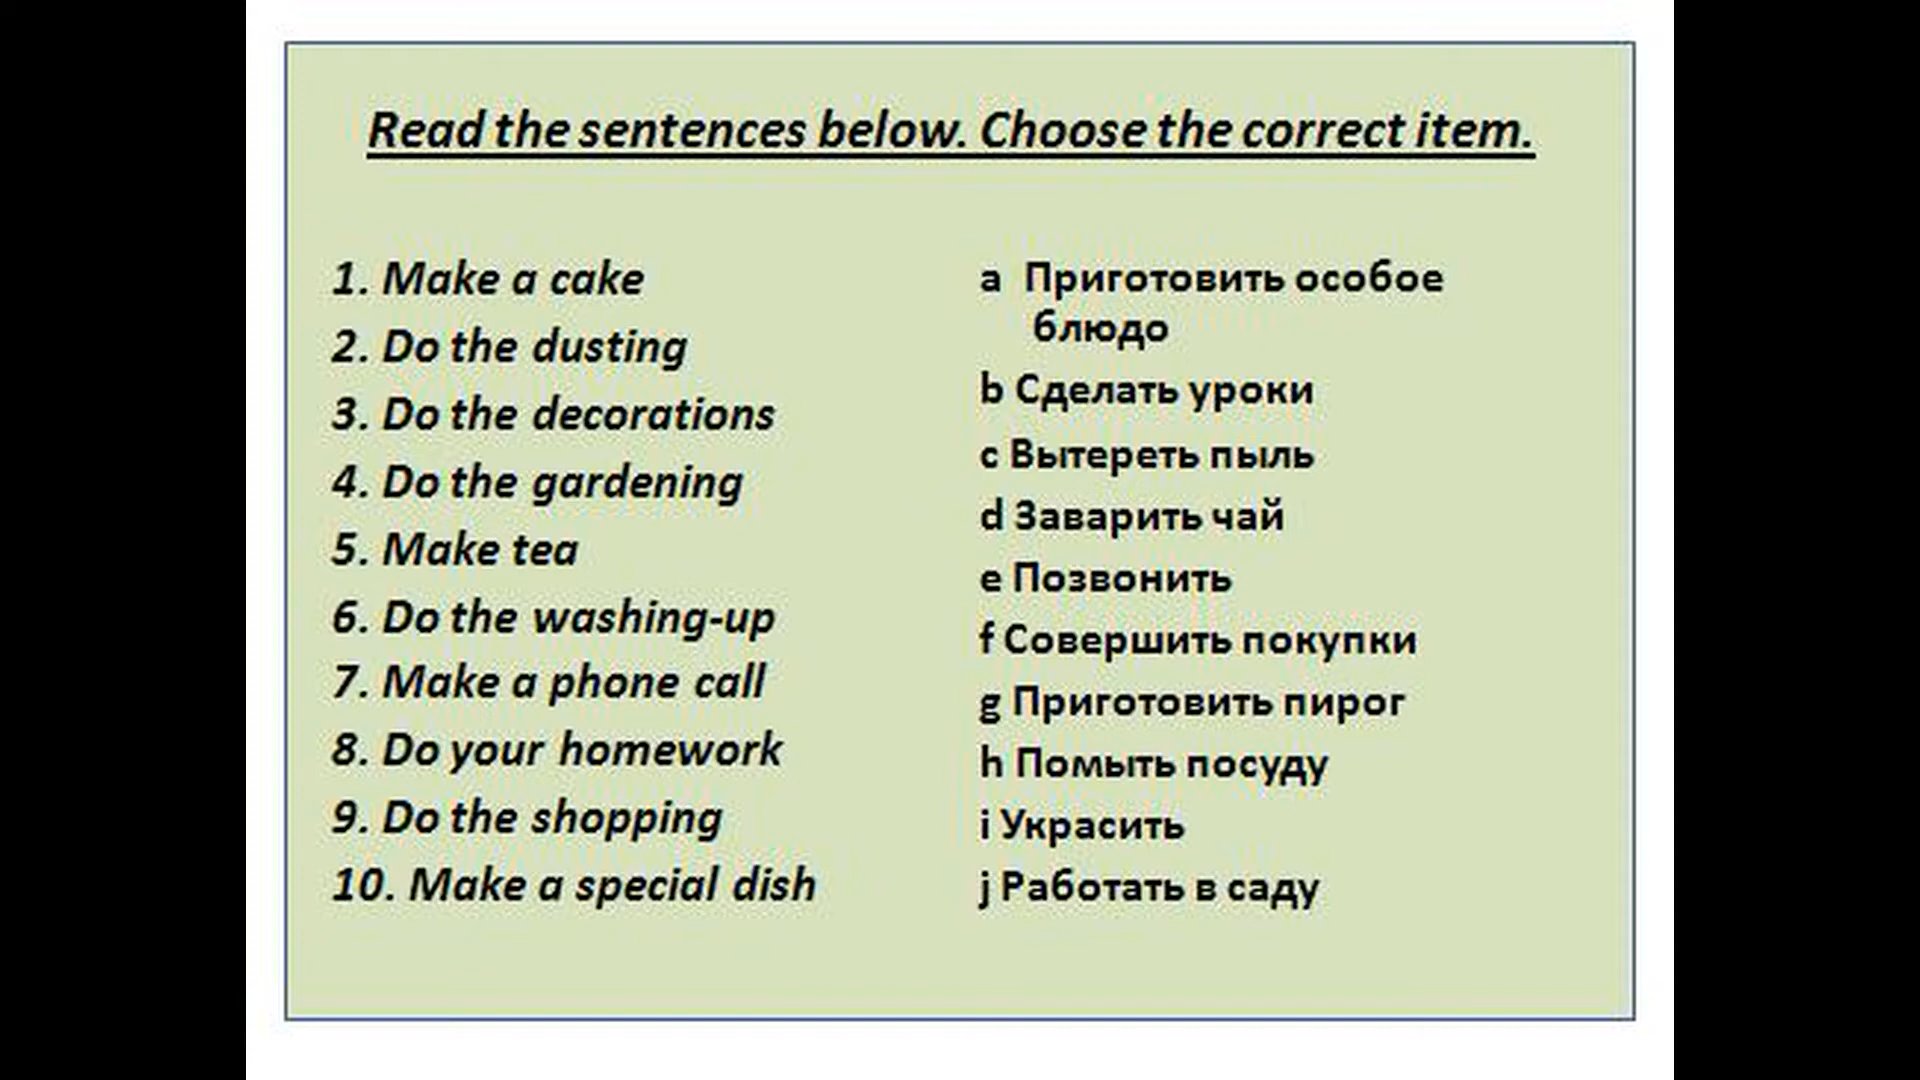 Read the sentences below. Choose the correct item.
1. Make a cake
2. Do the dusting
3. Do the decorations
4. Do the gardening
5. Make tea
6. Do the washing-up
7. Make a phone call
8. Do your homework
9. Do the shopping
10. Make a special dish
a Приготовить особое
блюдо
b Сделать уроки
c Вытереть пыль
d Заварить чай
e Позвонить
f Совершить покупки
g Приготовить пирог
h Помыть посуду
i Украсить
j Работать в саду